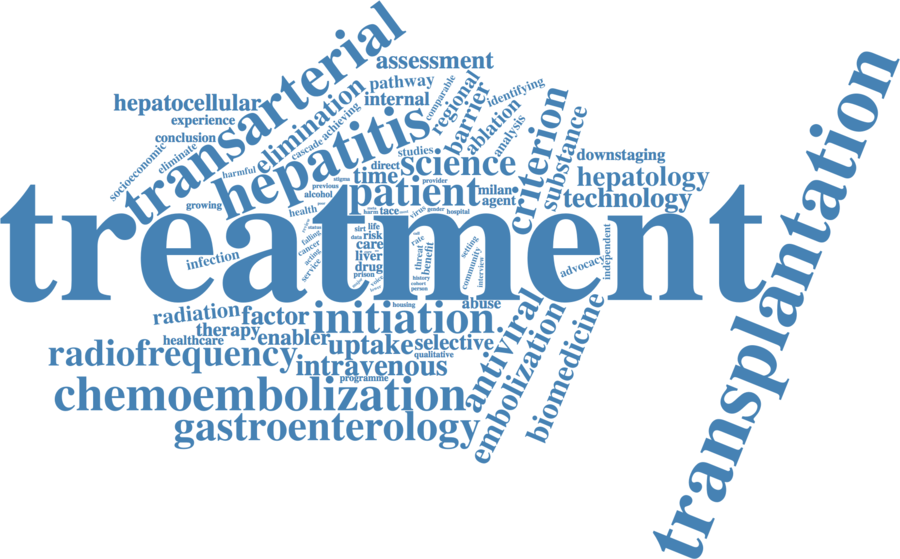 transarterial
assessment
pathway
internal
hepatocellular
experience
conclusion
socioeconomic
eliminate
elimination
cascade
achieving
comparable
regional
barrier
identifying
ablation
analysis
criterion
substance
downstaging
hepatology
technology
transplantation
harmful
hepatitis
studies
science
direct
time
stigma
provider
previous
alcohol
patient
milan
agent
growing
health
harm
tace
virus
gender
hospital
treatment
status
falling
cancer
acting
service
sirt
life
data
risk
care
liver
drug
prison
rate
threat
benefit
history
cohort
person
setting
community
interview
independent
advocacy
infection
housing
abuse
radiation
factor
initiation
therapy
healthcare
enabler
uptake
selective
qualitative
radiofrequency
intravenous
programme
antiviral
embolization
biomedicine
chemoembolization
gastroenterology